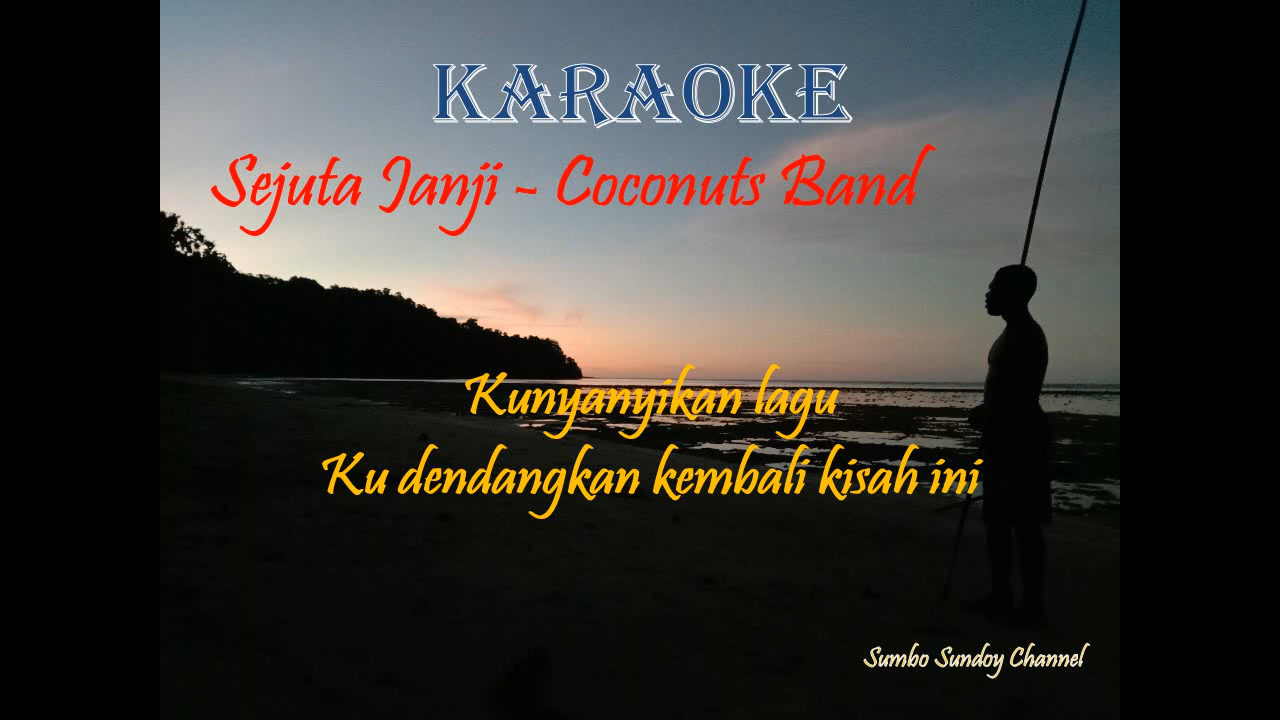 KARAOKE
Sejuta Janji - Coconuts Band
Kunyanyikan lagu
Ku dendangkan kembali kisah ini
Sumbo Sundoy Channel